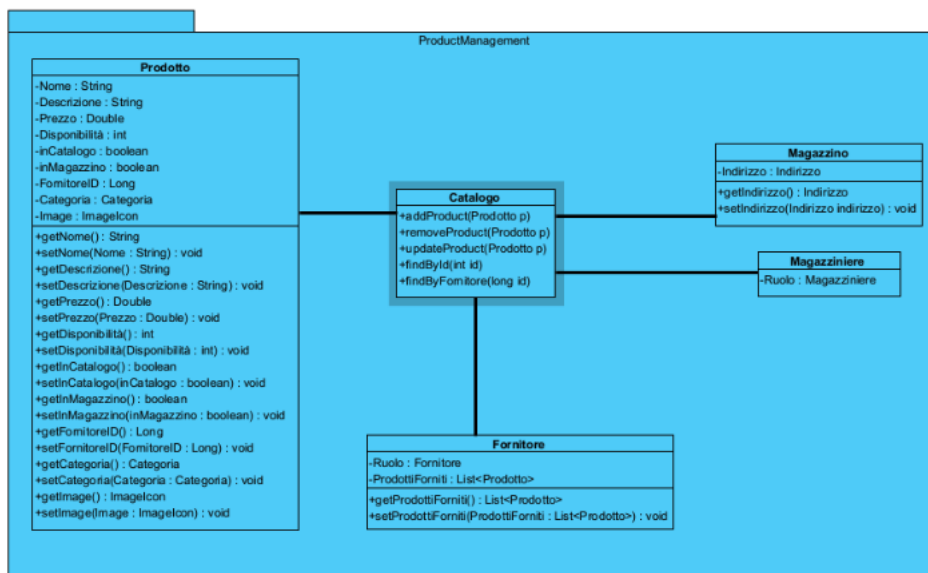 ProductManagement
Prodotto
-Nome : String
-Descrizione : String
-Prezzo : Double
-Disponibilità : int
-inCatalogo : boolean
-inMagazzino : boolean
-FornitoreID : Long
-Categoria : Categoria
-Image : ImageIcon
+getNome() : String
+setNome(Nome : String) : void
+getDescrizione() : String
+setDescrizione(Descrizione : String) : void
+getPrezzo() : Double
+setPrezzo(Prezzo : Double) : void
+getDisponibilità() : int
+setDisponibilità(Disponibilità : int) : void
+getInCatalogo() : boolean
+setInCatalogo(inCatalogo : boolean) : void
+getInMagazzino() : boolean
+setInMagazzino(inMagazzino : boolean) : void
+getFornitoreID() : Long
+setFornitoreID(FornitoreID : Long) : void
+getCategoria() : Categoria
+setCategoria(Categoria : Categoria) : void
+getImage() : ImageIcon
+setImage(Image : ImageIcon) : void
Catalogo
+addProduct(Prodotto p)
+removeProduct(Prodotto p)
+updateProduct(Prodotto p)
+findById(int id)
+findByFornitore(long id)
Magazzino
-Indirizzo : Indirizzo
+getIndirizzo() : Indirizzo
+setIndirizzo(Indirizzo indirizzo) : void
Magazziniere
-Ruolo : Magazziniere
Fornitore
-Ruolo : Fornitore
-ProdottiForniti : List<Prodotto>
+getProdottiForniti() : List<Prodotto>
+setProdottiForniti(ProdottiForniti : List<Prodotto>) : void